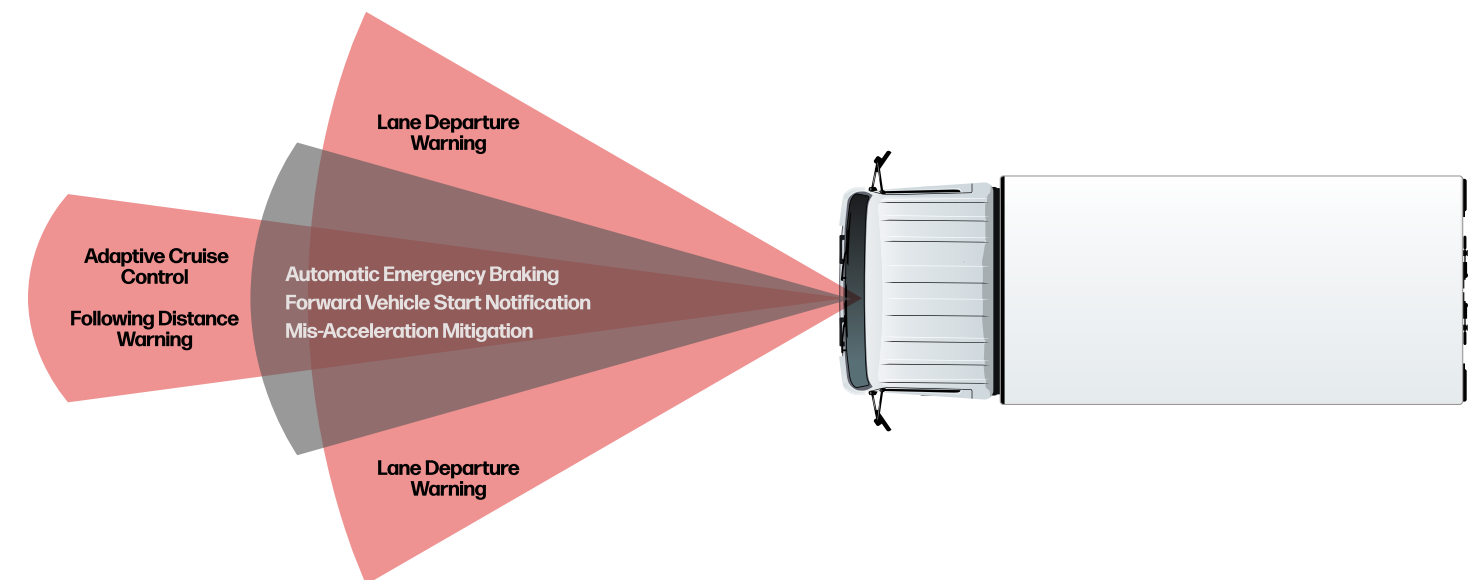 Lane Departure
Warning
Adaptive Cruise
Control
Following Distance
Warning
Automatic Emergency Braking
Forward Vehicle Start Notification
Mis-Acceleration Mitigation
Lane Departure
Warning